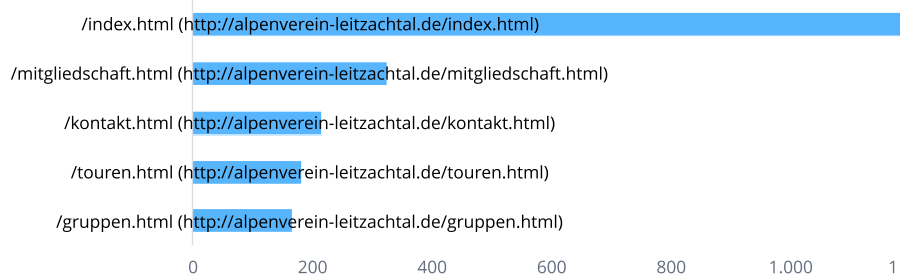 /index.html (http://alpenverein-leitzachtal.de/index.html)
/mitgliedschaft.html (http://alpenverein-leitzachtal.de/mitgliedschaft.html)
/kontakt.html (http://alpenverein-leitzachtal.de/kontakt.html)
/touren.html (http://alpenverein-leitzachtal.de/touren.html)
/gruppen.html (http://alpenverein-leitzachtal.de/gruppen.html)
0 200 400 600 800 1.000 1